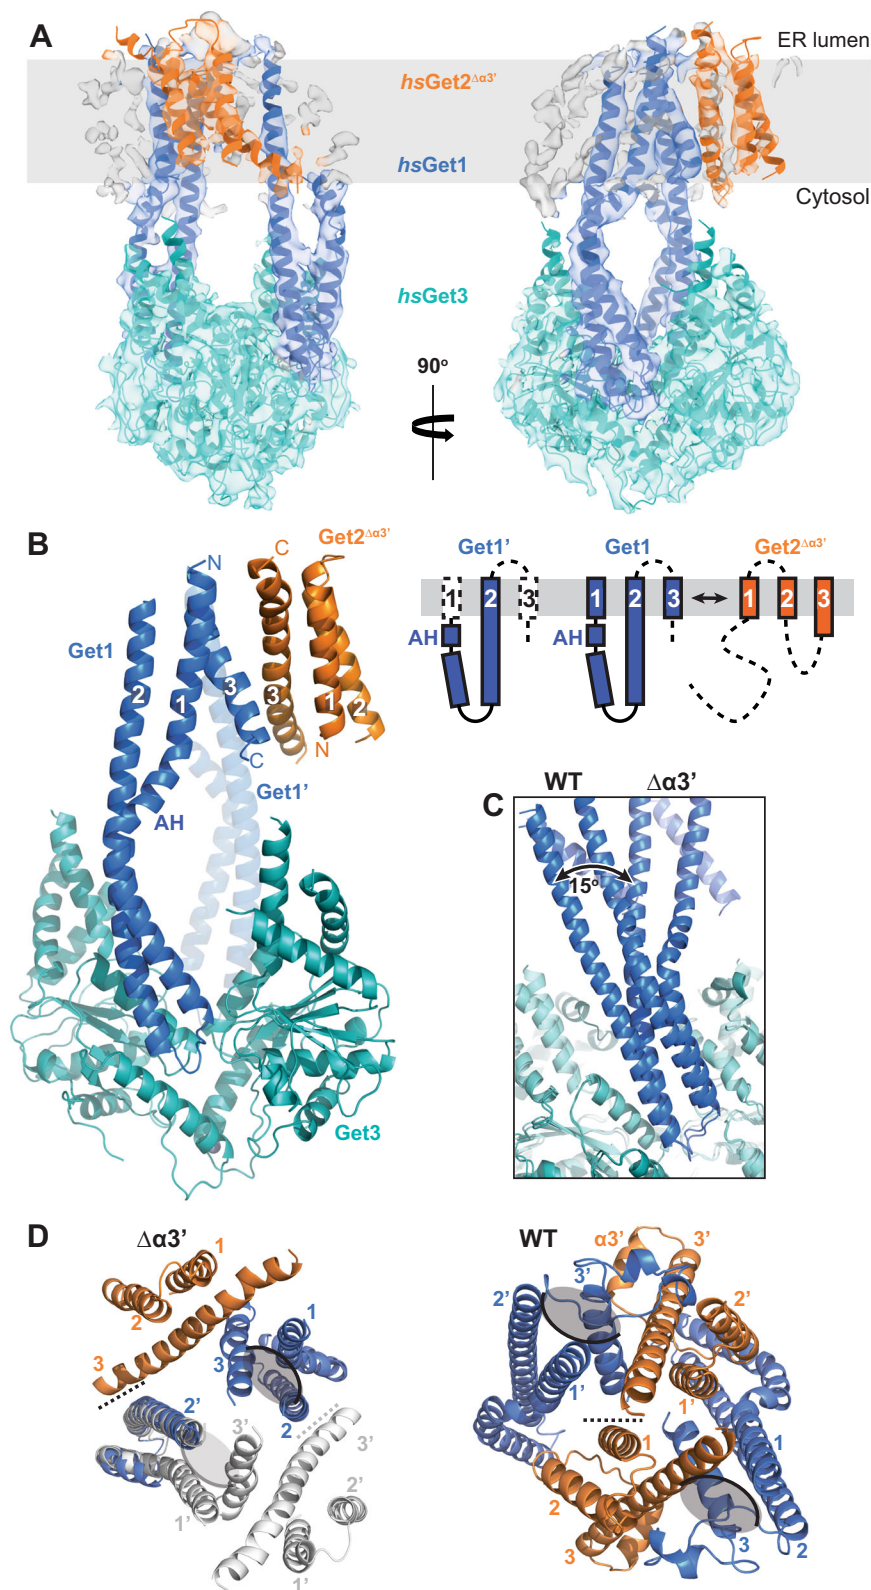 A
ER lumen
hsGet2Δα3'
hsGet1
Cytosol
hsGet3
90º
B
N
C
Get2Δα3'
Get1
2
1
3
3
1
2
N
C
AH
Get1'
Get3
Get1'
Get1
Get2Δα3'
1
2
3
1
2
3
1
2
3
AH
AH
C
WT
Δα3'
15º
D
Δα3'
1
2
3
1
3
2
2'
3'
1'
3'
2'
1'
WT
α3'
3'
3'
2'
2'
1'
1'
1
1
2
3
3
2